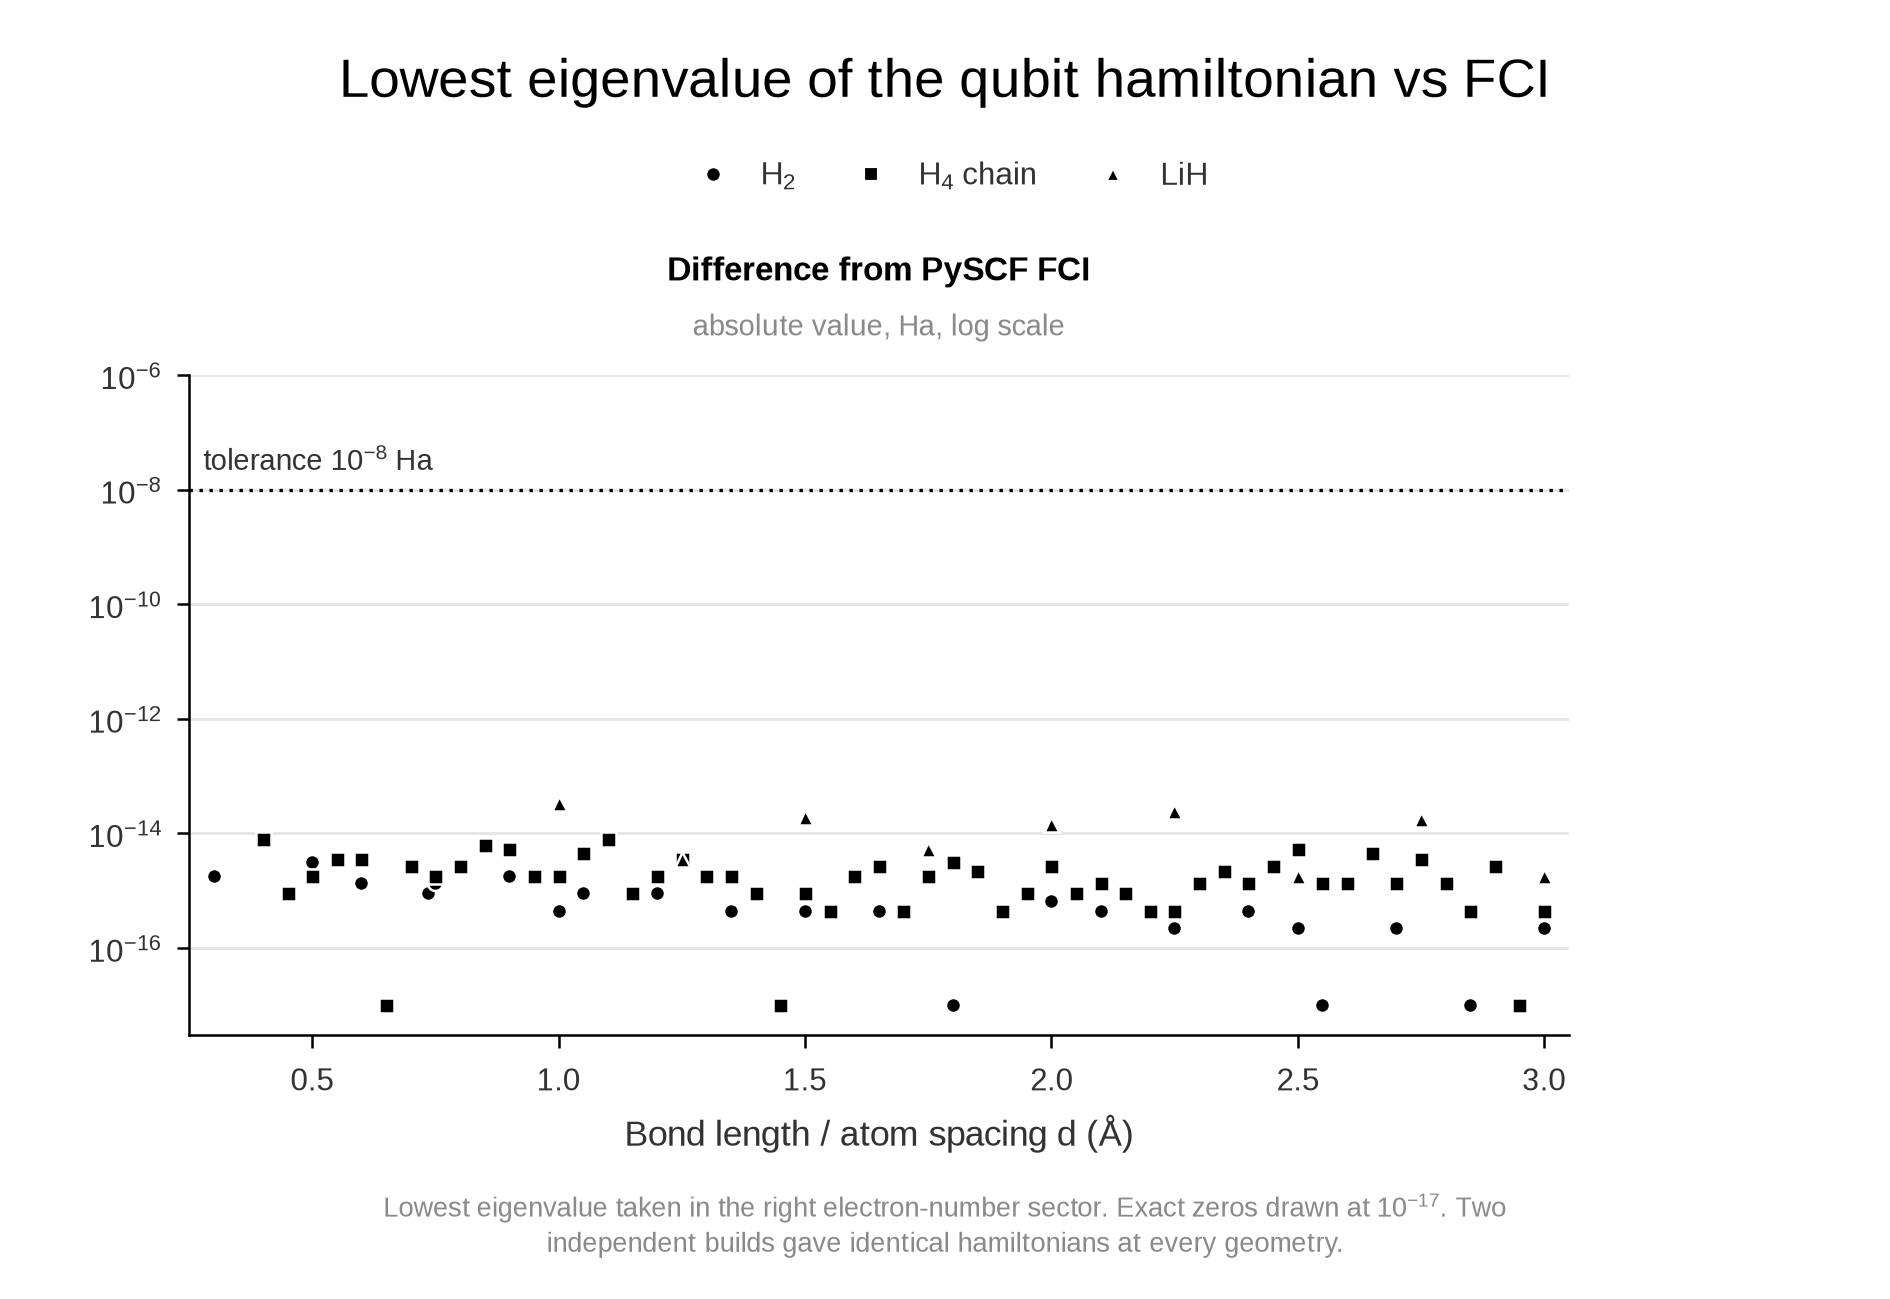 Lowest eigenvalue of the qubit hamiltonian vs FCI
H₂ H₄ chain LiH
Difference from PySCF FCI
absolute value, Ha, log scale
10⁻⁶
tolerance 10⁻⁸ Ha
10⁻⁸
10⁻¹⁰
10⁻¹²
10⁻¹⁴
10⁻¹⁶
0.5 1.0 1.5 2.0 2.5 3.0
Bond length / atom spacing d (Å)
Lowest eigenvalue taken in the right electron-number sector. Exact zeros drawn at 10⁻¹⁷. Two
independent builds gave identical hamiltonians at every geometry.